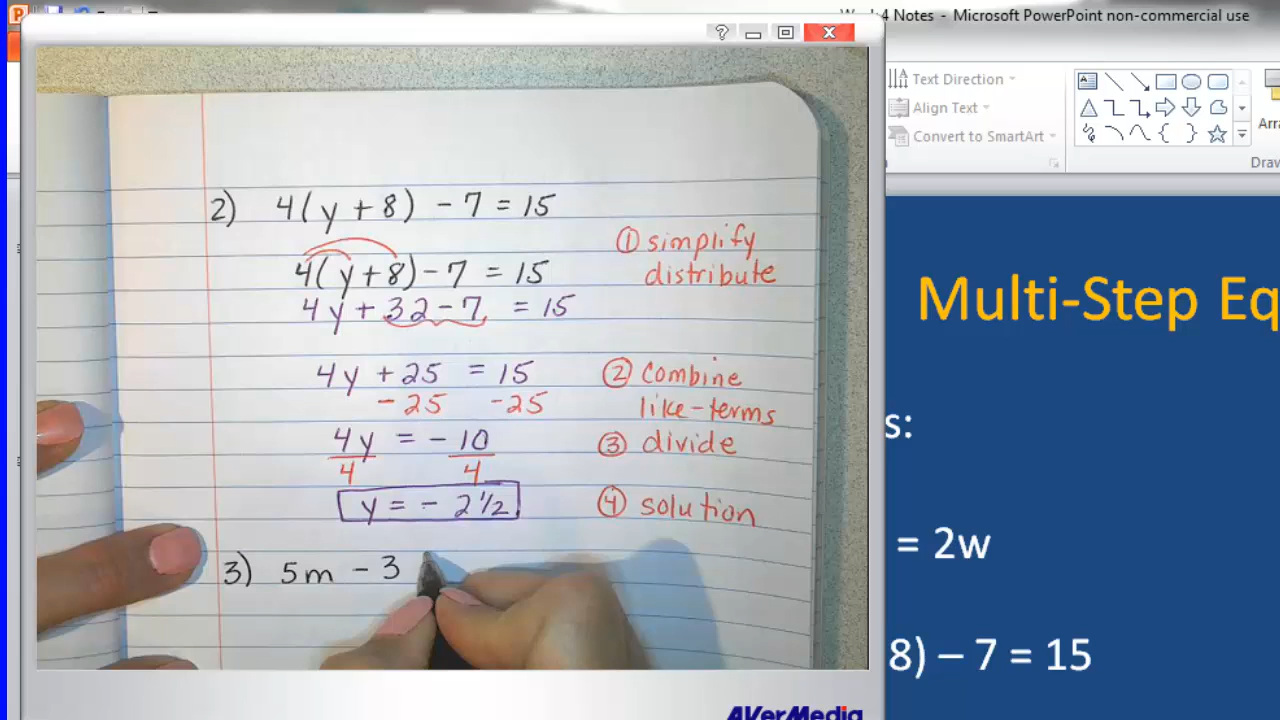 Week 4 Notes - Microsoft PowerPoint non-commercial use
Text Direction
Align Text
Convert to SmartArt
2) 4(y+8) - 7 = 15
4(y+8) - 7 = 15
① simplify
distribute
4y + 32 - 7 = 15
4y + 25 = 15
② Combine
- 25 -25
like-terms
4y = - 10
③ divide
4 4
y = - 2 1/2
④ solution
3) 5m - 3
Multi-Step Eq
s:
= 2w
8) – 7 = 15
AVerMedia